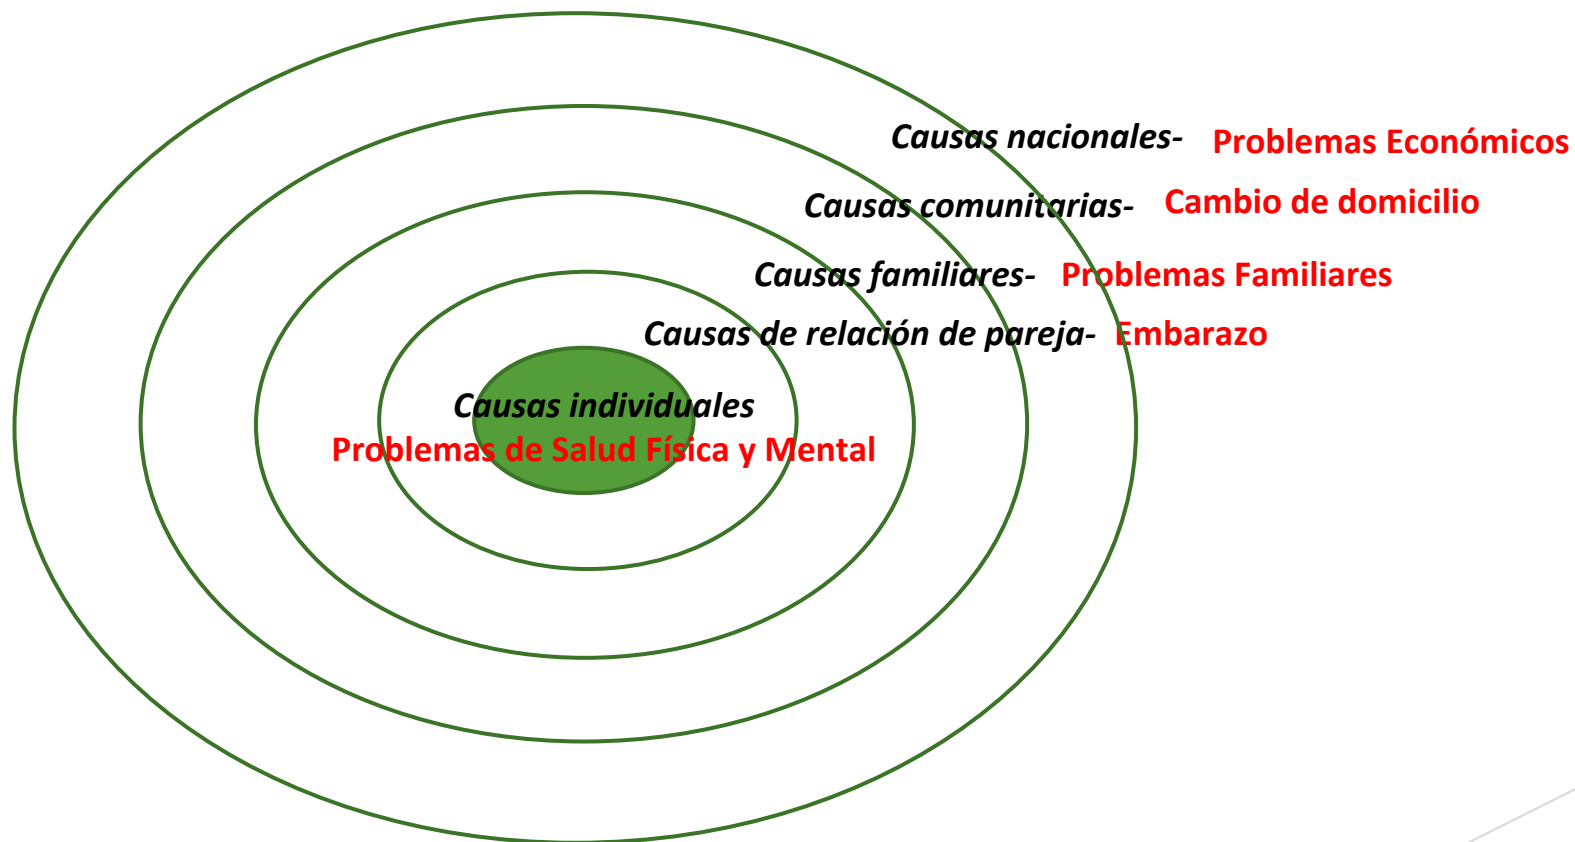 Causas nacionales- Problemas Económicos
Causas comunitarias- Cambio de domicilio
Causas familiares- Problemas Familiares
Causas de relación de pareja- Embarazo
Causas individuales
Problemas de Salud Física y Mental